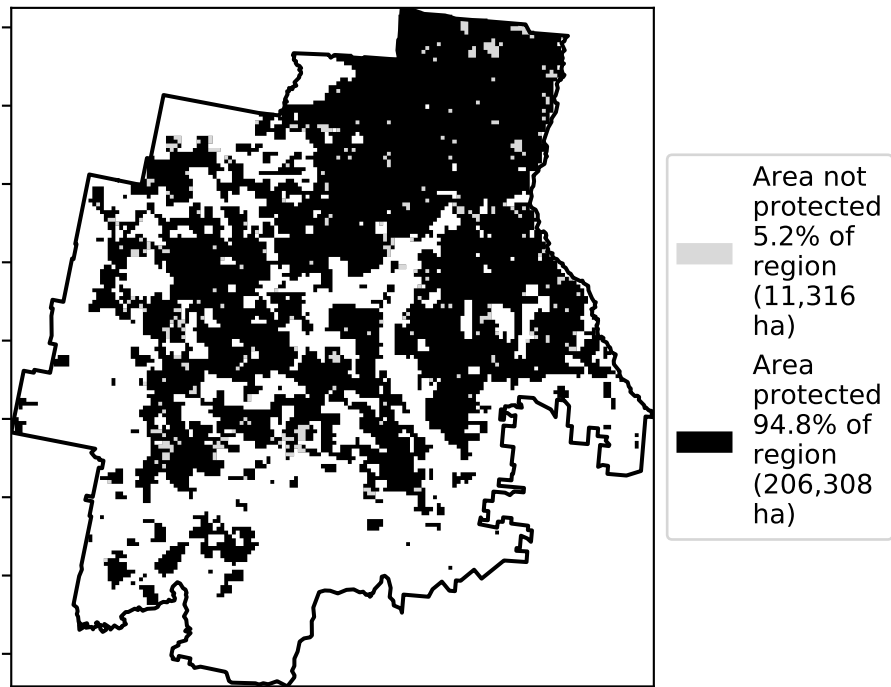 Area not
protected
5.2% of
region
(11,316
ha)
Area
protected
94.8% of
region
(206,308
ha)